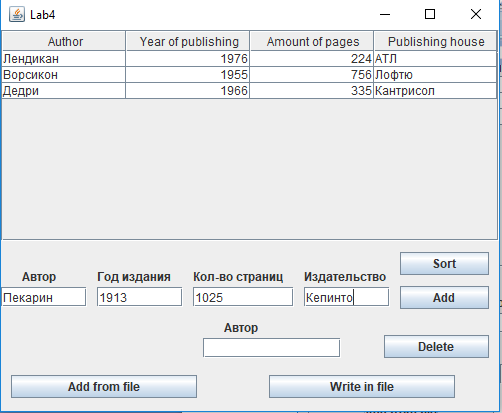 Lab4
Author Year of publishing Amount of pages Publishing house
Лендикан 1976 224 АТЛ
Ворсикон 1955 756 Лофтю
Дедри 1966 335 Кантрисол
Sort
Автор Год издания Кол-во страниц Издательство
Пекарин 1913 1025 Кепинто Add
Автор
Delete
Add from file Write in file